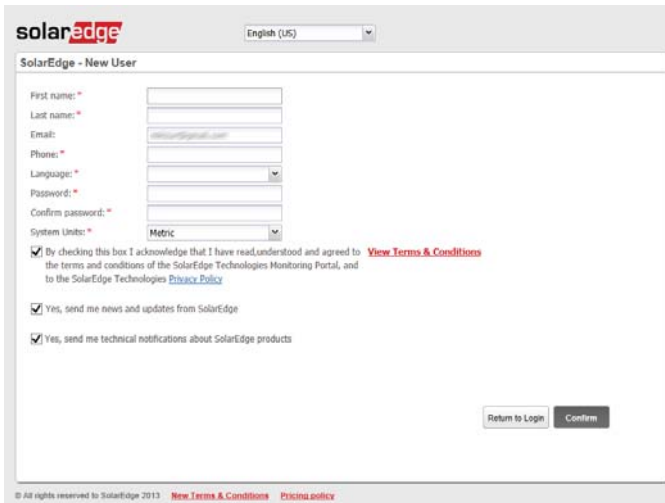 solaredge
English (US)
SolarEdge - New User
First name: *
Last name: *
Email:
Phone: *
Language: *
Password: *
Confirm password: *
System Units: *
Metric
By checking this box I acknowledge that I have read,understood and agreed to View Terms & Conditions
the terms and conditions of the SolarEdge Technologies Monitoring Portal, and
to the SolarEdge Technologies Privacy Policy
Yes, send me news and updates from SolarEdge
Yes, send me technical notifications about SolarEdge products
Return to Login Confirm
© All rights reserved to SolarEdge 2013 New Terms & Conditions Pricing policy